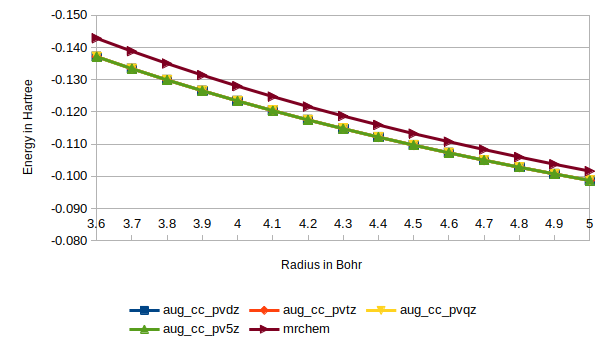 -0.150
-0.140
-0.130
-0.120
-0.110
-0.100
-0.090
-0.080
Energy in Hartree
3.6 3.7 3.8 3.9 4 4.1 4.2 4.3 4.4 4.5 4.6 4.7 4.8 4.9 5
Radius in Bohr
aug_cc_pvdz aug_cc_pvtz aug_cc_pvqz
aug_cc_pv5z mrchem